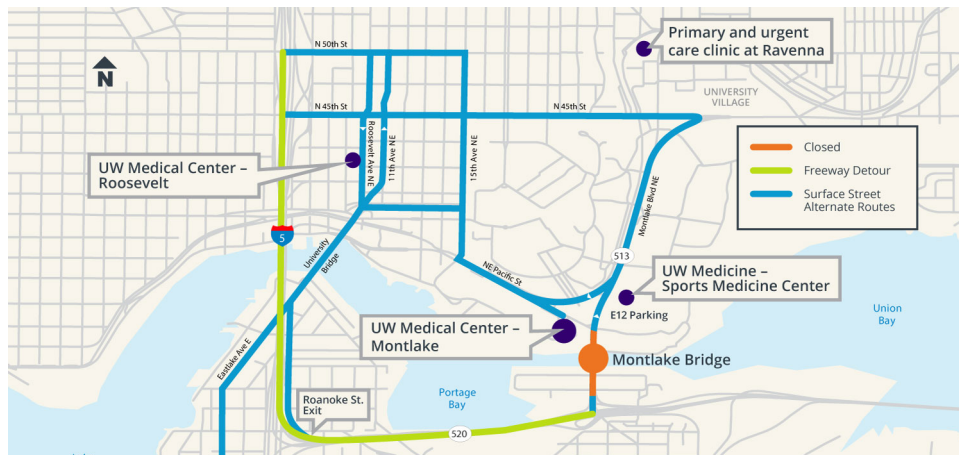 Primary and urgent
care clinic at Ravenna
N
N 50th St
UNIVERSITY
VILLAGE
N 45th St
N 45th St
Closed
Freeway Detour
Surface Street
Alternate Routes
UW Medical Center –
Roosevelt
Roosevelt Ave NE
11th Ave NE
15th Ave NE
Montlake Blvd NE
5
University
Bridge
513
NE Pacific St
UW Medicine –
Sports Medicine Center
E12 Parking
Union
Bay
UW Medical Center –
Montlake
Montlake Bridge
Eastlake Ave E
Portage
Bay
Roanoke St.
Exit
520